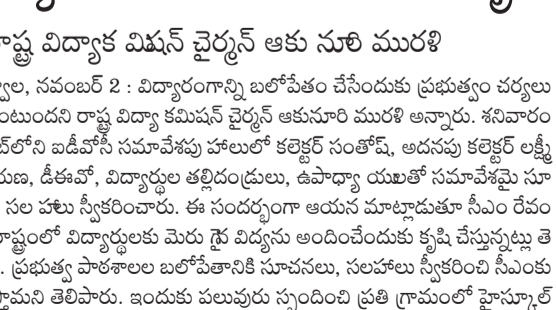 రాష్ట్ర విద్యాక మిషన్ చైర్మన్ ఆకు నూరి మురళి
వాల, నవంబర్ 2 : విద్యారంగాన్ని బలోపేతం చేసేందుకు ప్రభుత్వం చర్యలు
ంటుందని రాష్ట్ర విద్యా కమిషన్ చైర్మన్ ఆకునూరి మురళి అన్నారు. శనివారం
ట్‌లోని ఐడీవోసీ సమావేశపు హాలులో కలెక్టర్ సంతోష్, అదనపు కలెక్టర్ లక్ష్మీ
యణ, డీఈవో, విద్యార్థుల తల్లిదండ్రులు, ఉపాధ్యా యులతో సమావేశమై సూ
సల హాలు స్వీకరించారు. ఈ సందర్భంగా ఆయన మాట్లాడుతూ సీఎం రేవం
రాష్ట్రంలో విద్యార్థులకు మెరు గైన విద్యను అందించేందుకు కృషి చేస్తున్నట్లు తె
. ప్రభుత్వ పాఠశాలల బలోపేతానికి సూచనలు, సలహాలు స్వీకరించి సీఎంకు
స్తామని తెలిపారు. ఇందుకు పలువురు స్పందించి ప్రతి గ్రామంలో హైస్కూల్